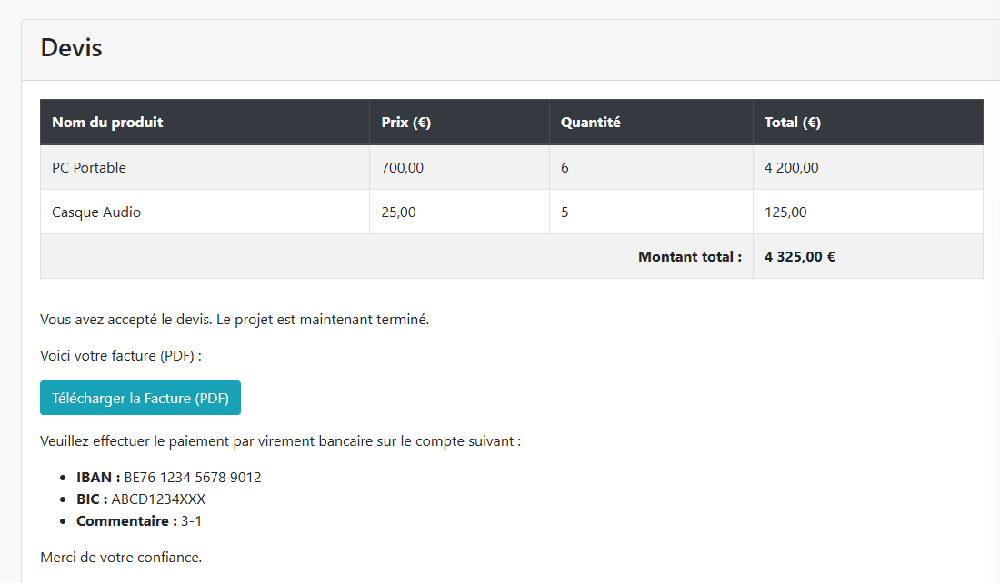 Devis
Nom du produit Prix (€) Quantité Total (€)
PC Portable 700,00 6 4 200,00
Casque Audio 25,00 5 125,00
Montant total : 4 325,00 €
Vous avez accepté le devis. Le projet est maintenant terminé.
Voici votre facture (PDF) :
Télécharger la Facture (PDF)
Veuillez effectuer le paiement par virement bancaire sur le compte suivant :
• IBAN : BE76 1234 5678 9012
• BIC : ABCD1234XXX
• Commentaire : 3-1
Merci de votre confiance.